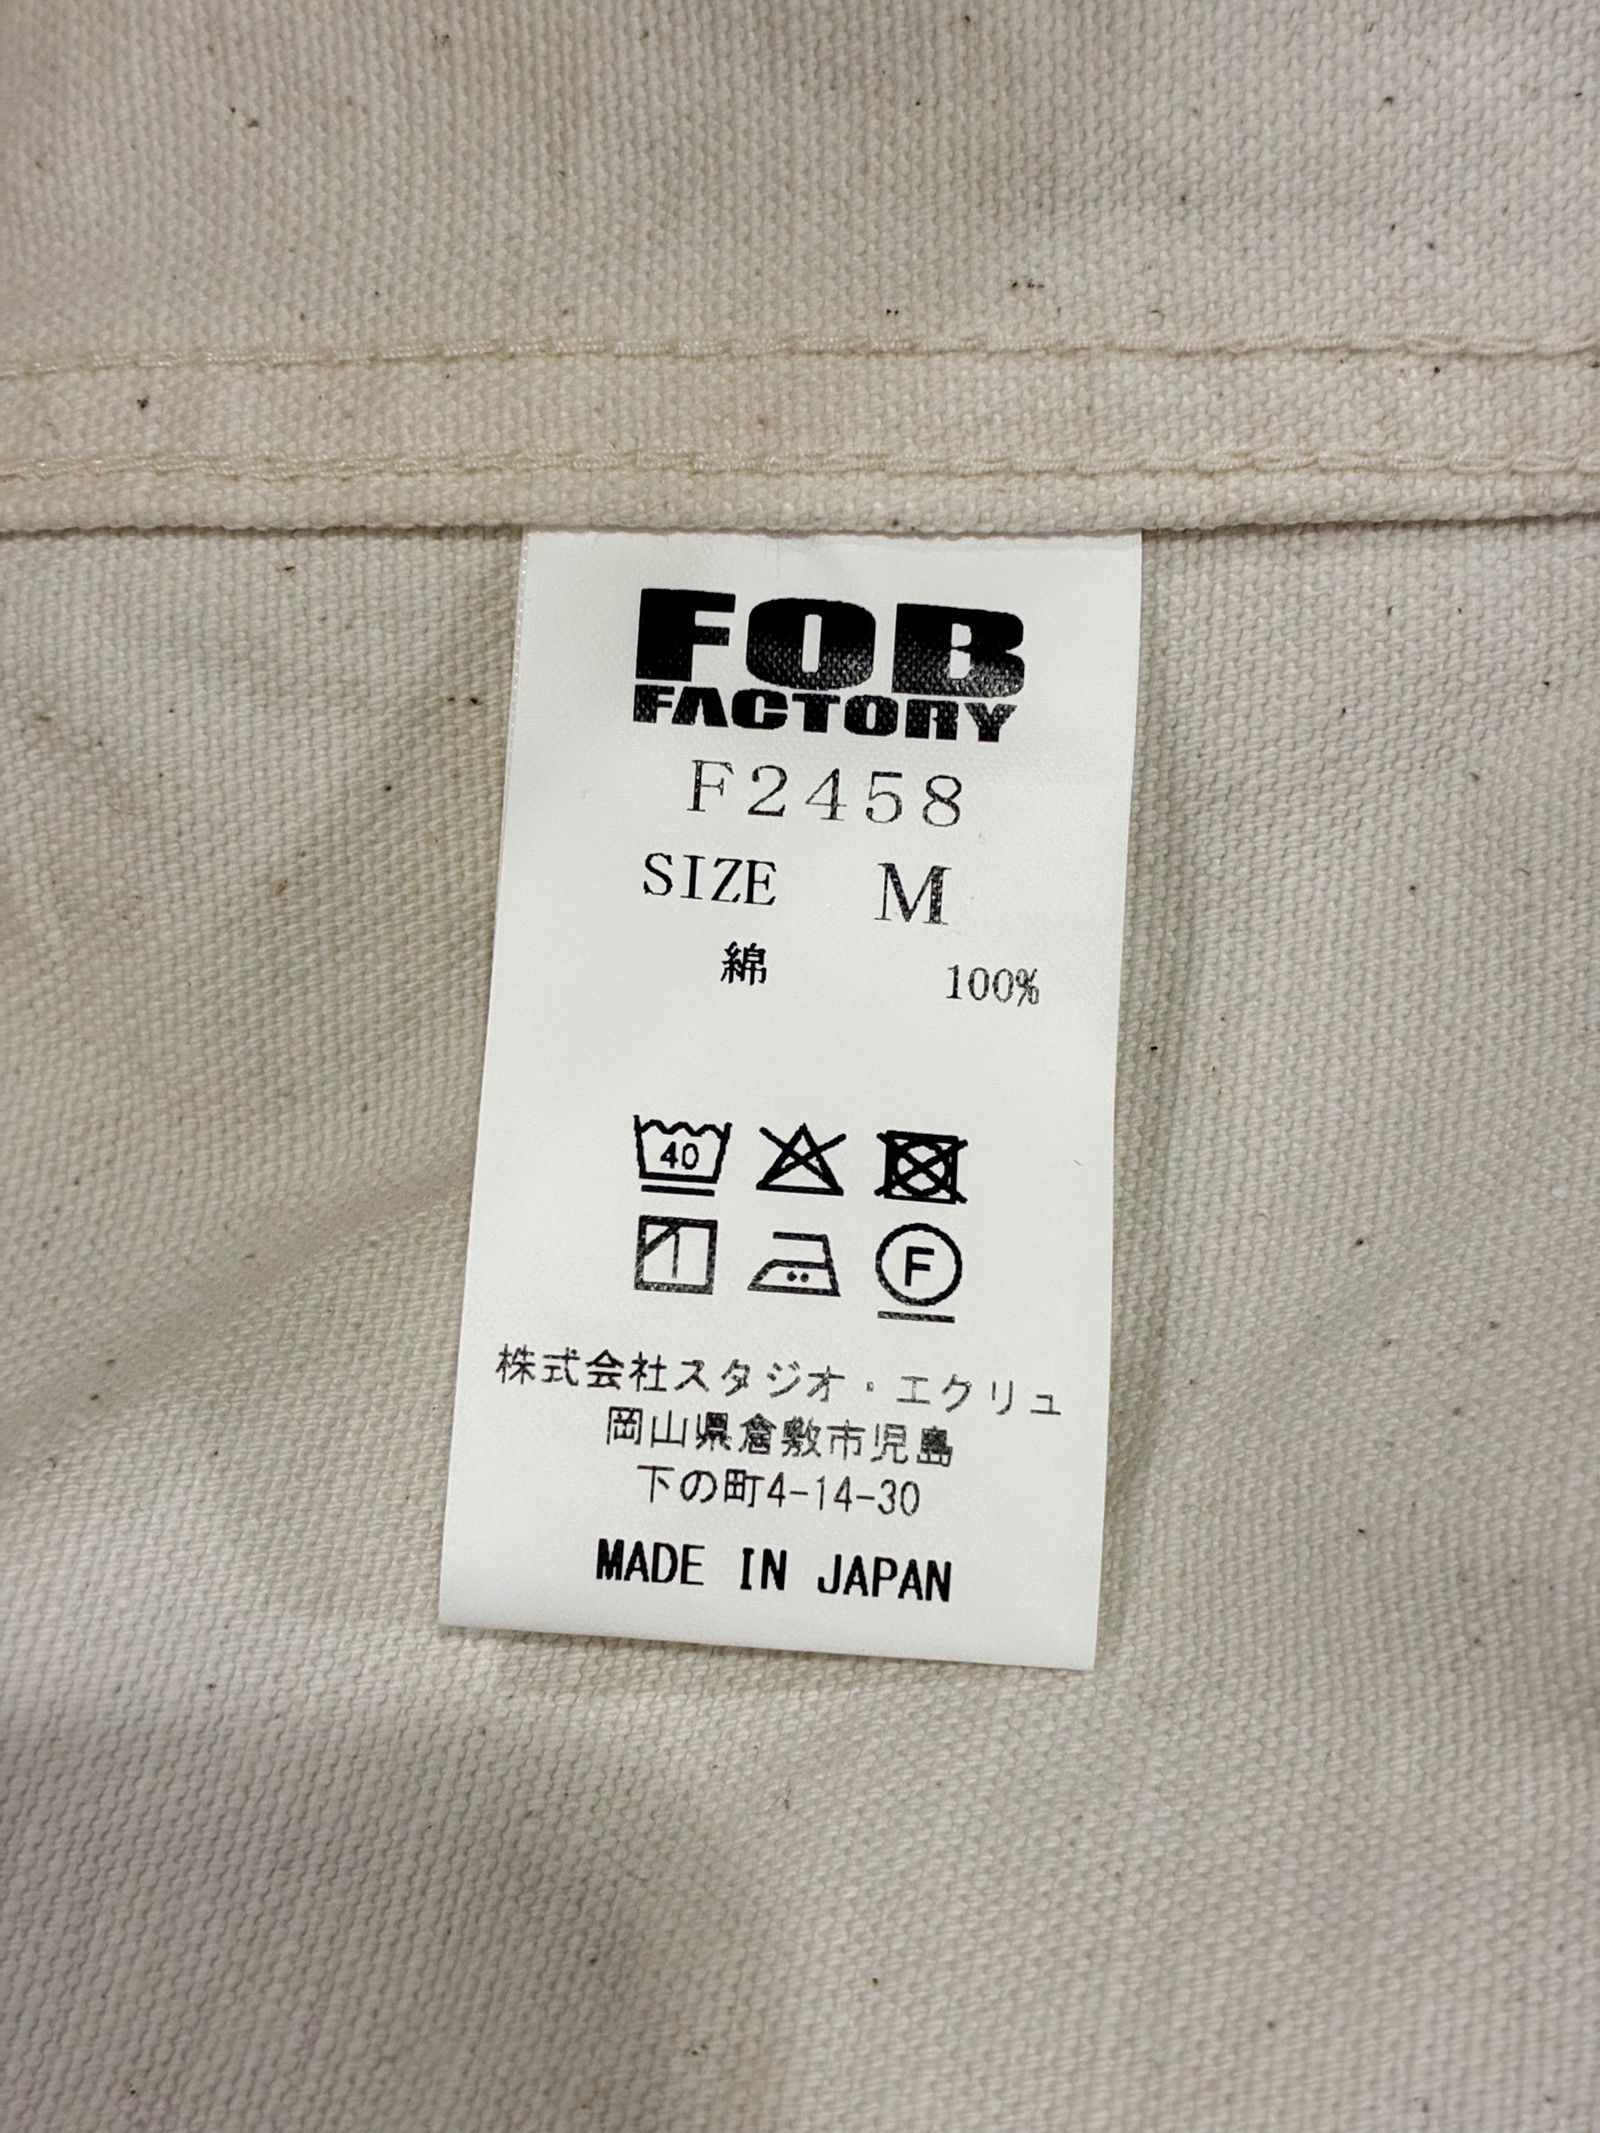 FOB
FACTORY
F2458
SIZE M
綿 100%
40
F
株式会社スタジオ・エクリュ
岡山県倉敷市児島
下の町4-14-30
MADE IN JAPAN